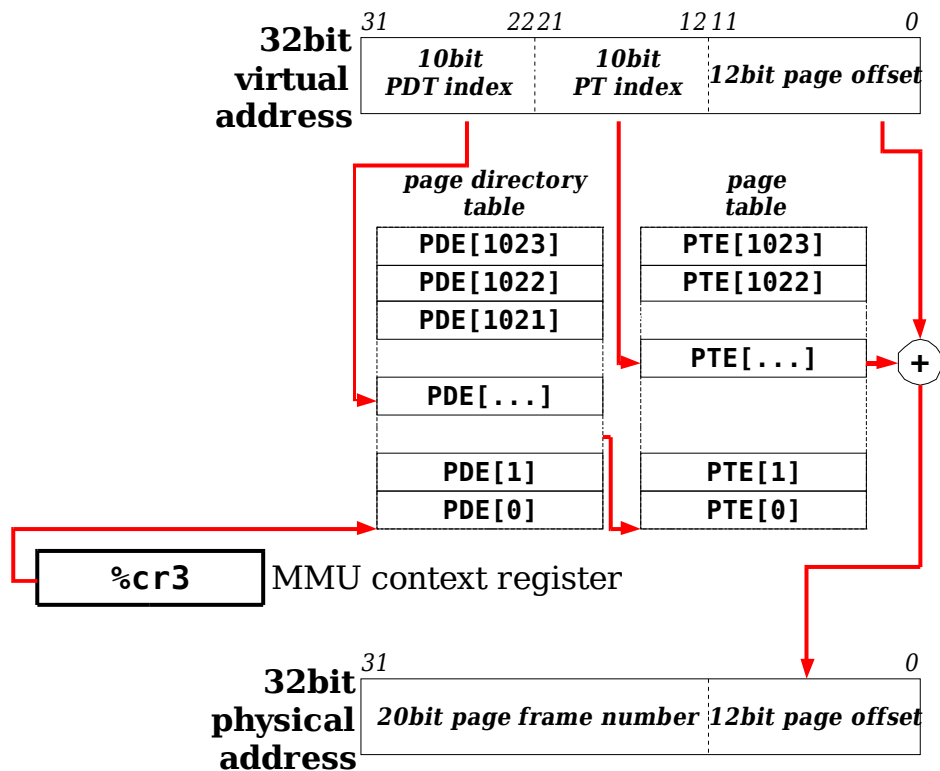 31 22 21 12 11 0
32bit
virtual
address
10bit
PDT index
10bit
PT index
12bit page offset
page directory
table
page
table
PDE[1023]
PTE[1023]
PDE[1022]
PTE[1022]
PDE[1021]
PTE[...]
+
PDE[...]
PDE[1]
PTE[1]
PDE[0]
PTE[0]
%cr3
MMU context register
31 0
32bit
physical
address
20bit page frame number
12bit page offset